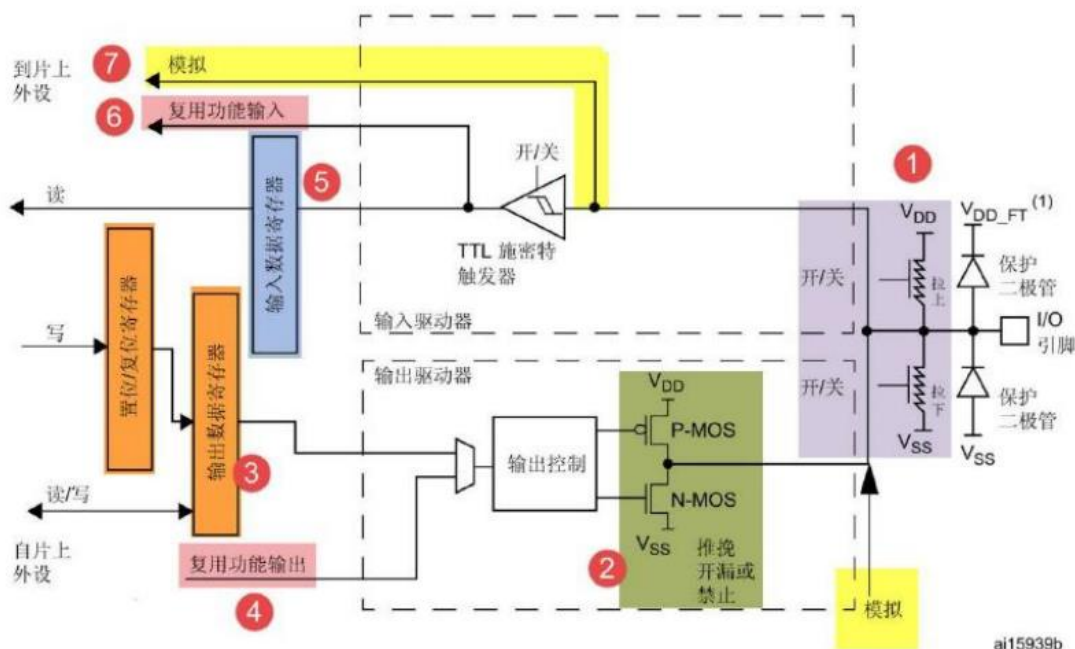 到片上
外设
7
模拟
6
复用功能输入
开/关
5
1
读
输入数据寄存器
TTL 施密特
触发器
V_DD
V_DD_FT (1)
开/关
拉上
保护
二极管
I/O
引脚
写
置位/复位寄存器
输入驱动器
输出驱动器
输出数据寄存器
3
V_DD
P-MOS
输出控制
N-MOS
V_SS
开/关
拉下
V_SS
保护
二极管
V_SS
读/写
自片上
外设
复用功能输出
4
2
推挽
开漏或
禁止
模拟
ai15939b